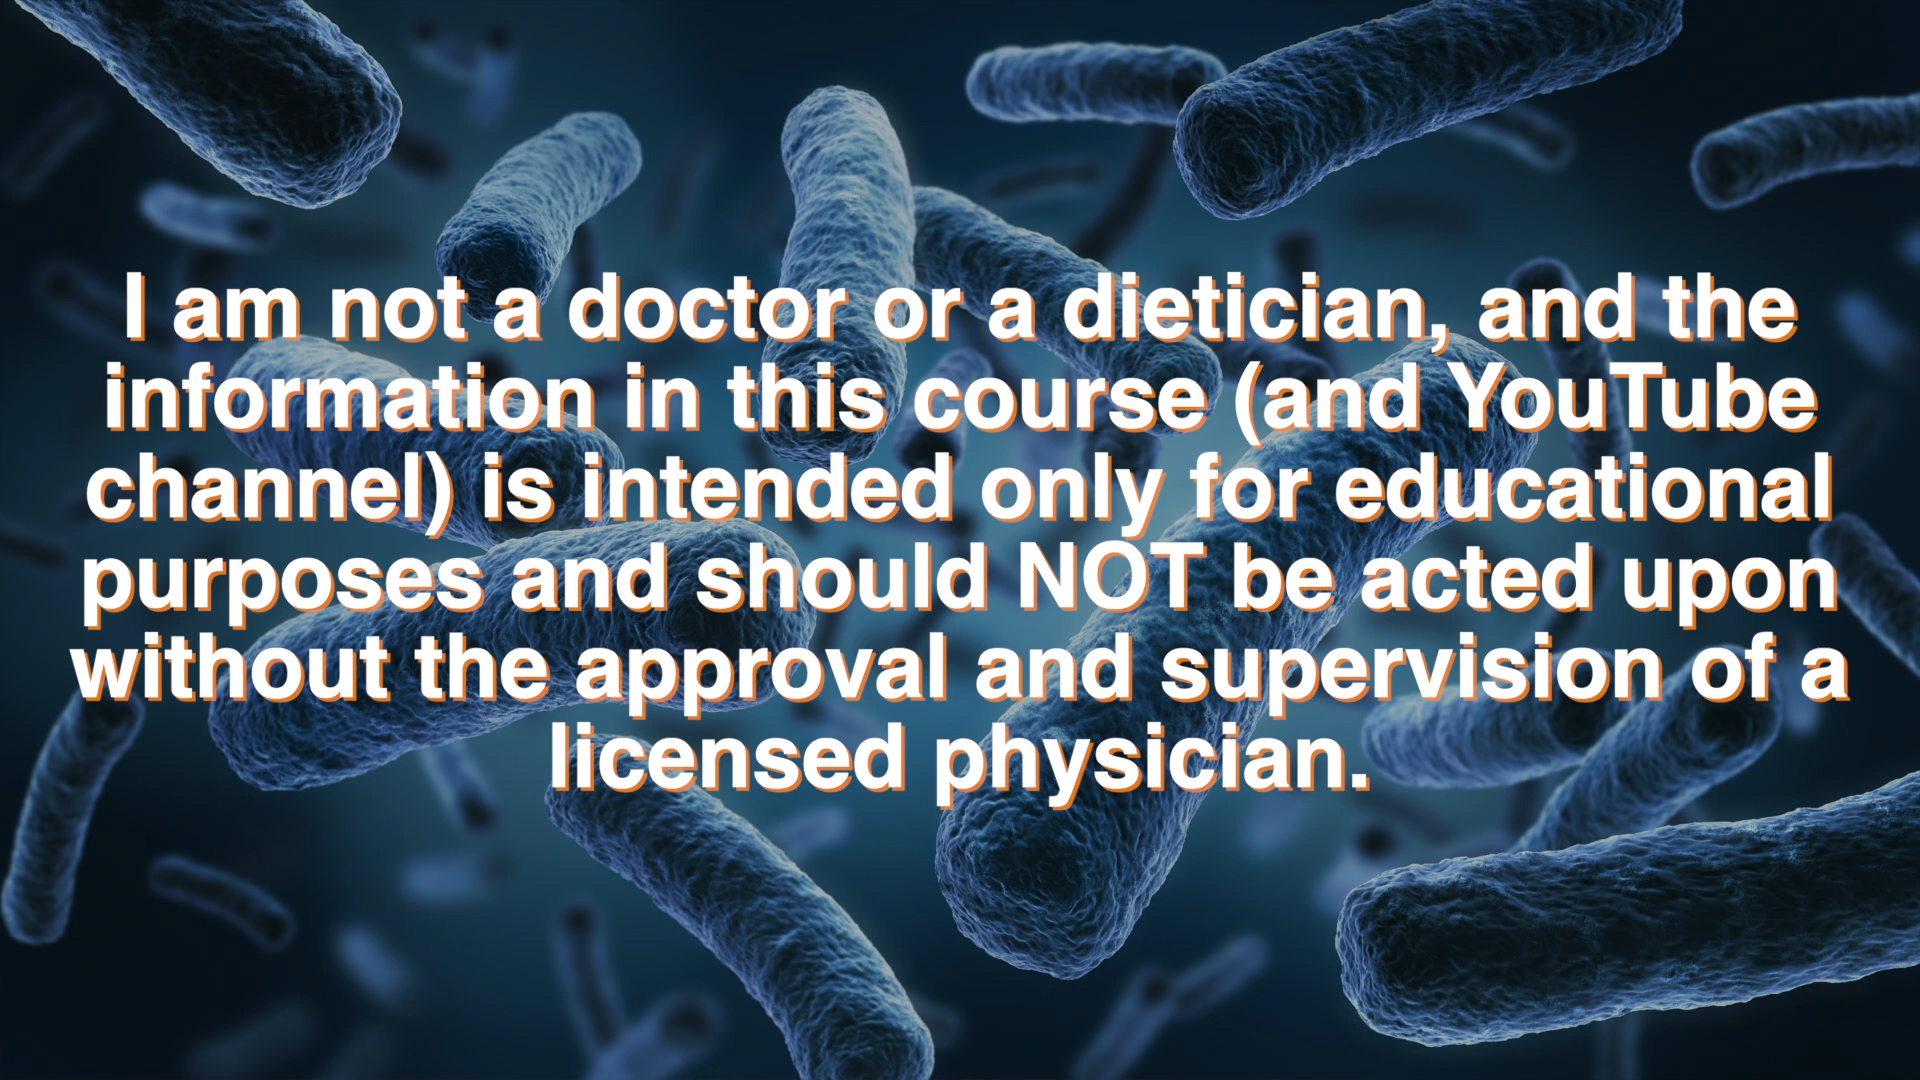 I am not a doctor or a dietician, and the
information in this course (and YouTube
channel) is intended only for educational
purposes and should NOT be acted upon
without the approval and supervision of a
licensed physician.